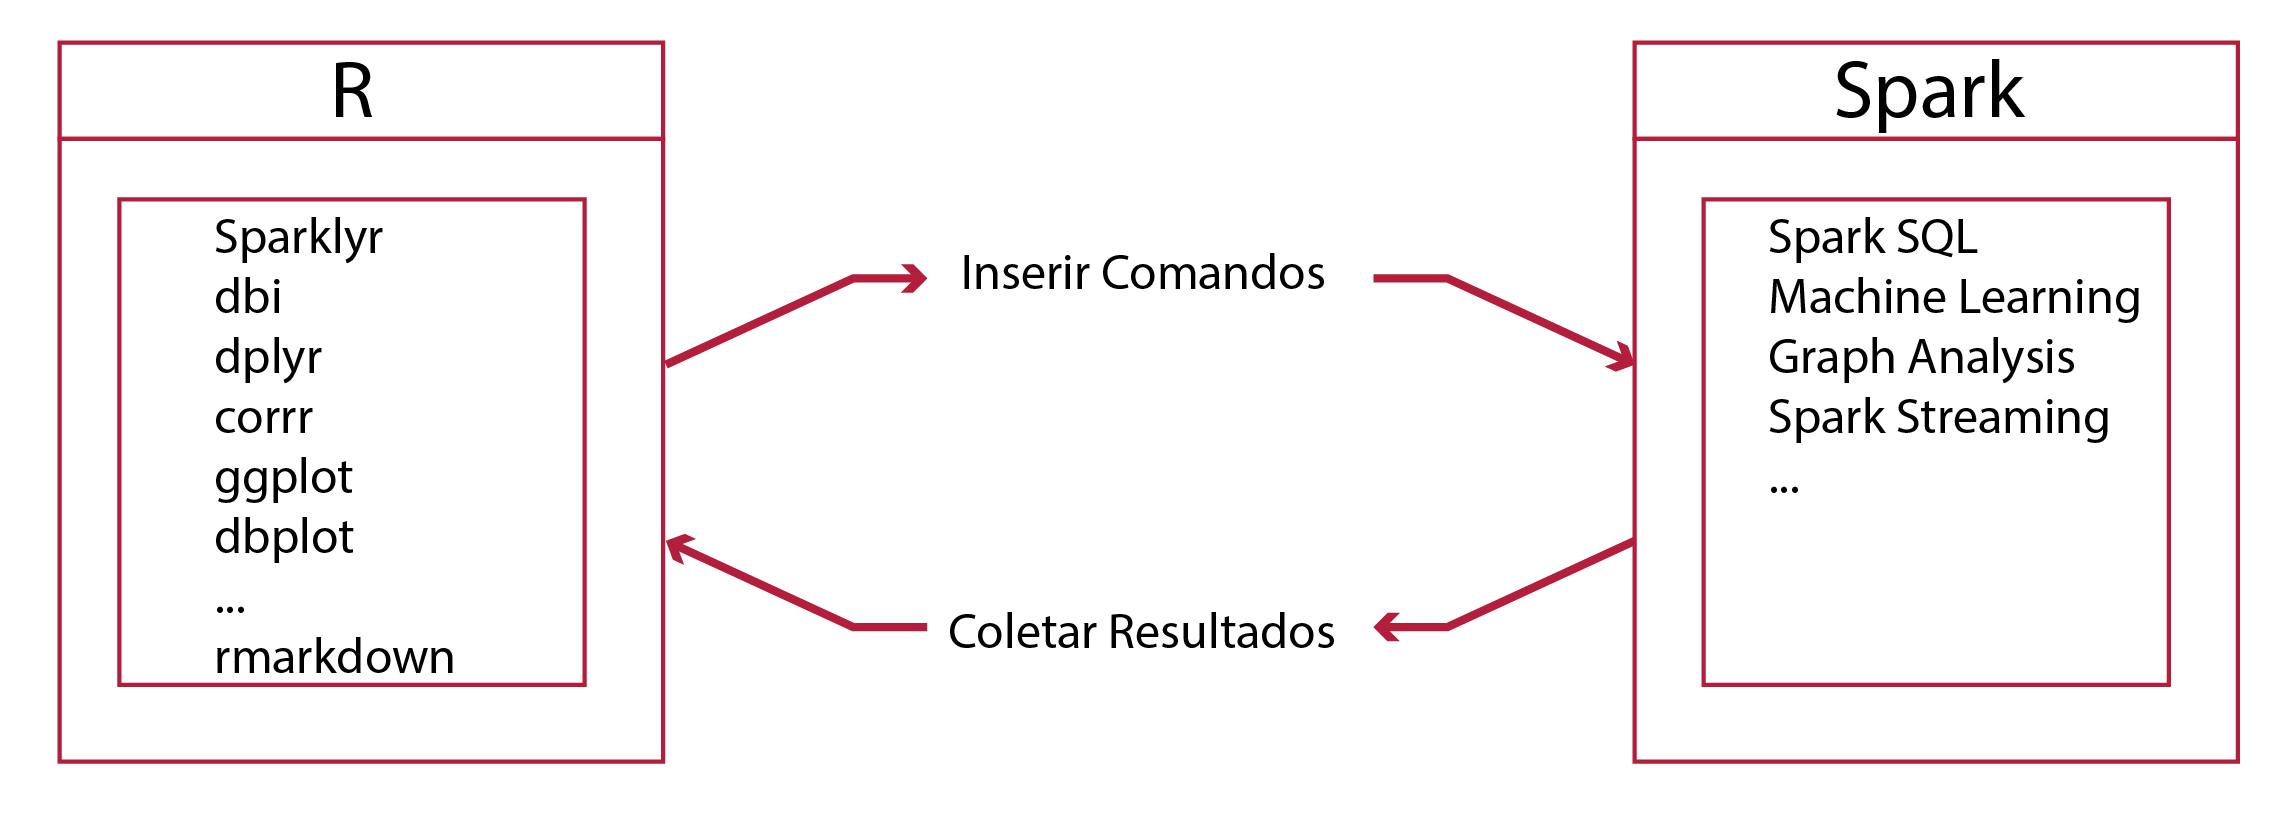 R
Sparklyr
dbi
dplyr
corrr
ggplot
dbplot
...
rmarkdown
Inserir Comandos
Coletar Resultados
Spark
Spark SQL
Machine Learning
Graph Analysis
Spark Streaming
...